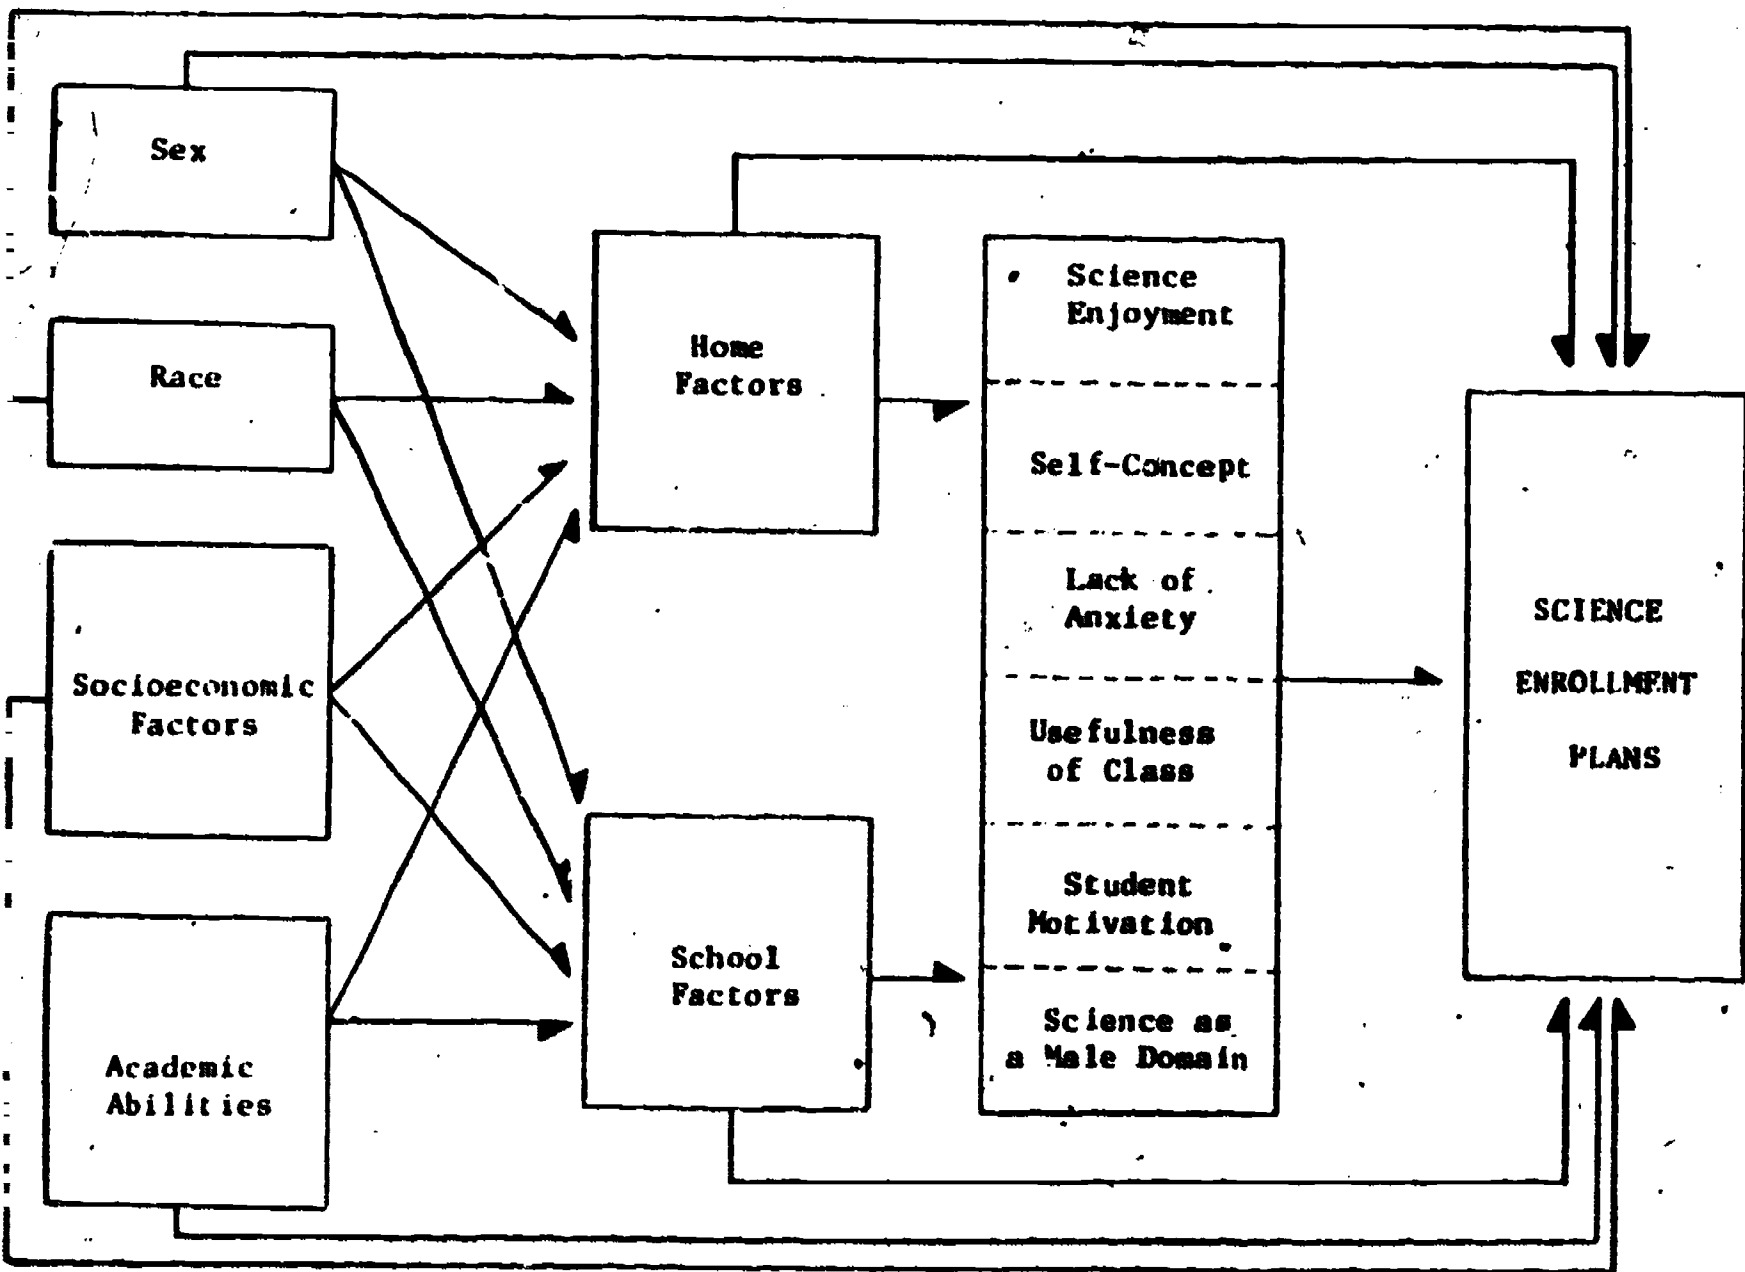 Sex
Race
Socioeconomic
Factors
Academic
Abilities
Home
Factors
School
Factors
Science
Enjoyment
Self-Concept
Lack of
Anxiety
Usefulness
of Class
Student
Motivation
Science as
a Male Domain
SCIENCE
ENROLLMENT
PLANS